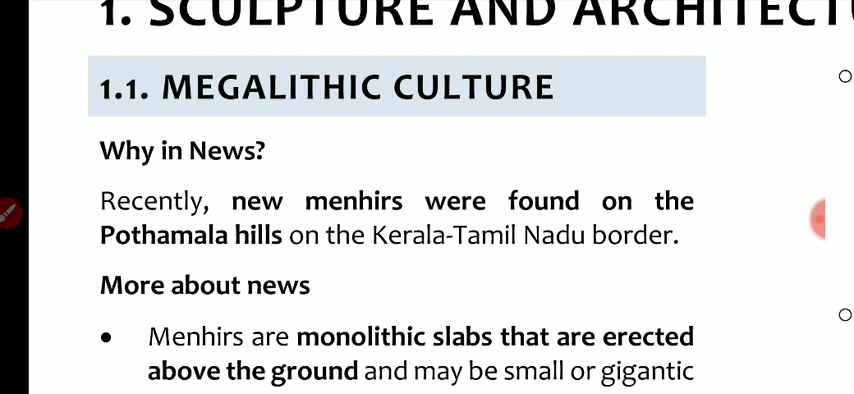 1. SCULPTURE AND ARCHITECTU
1.1. MEGALITHIC CULTURE
Why in News?
Recently, new menhirs were found on the
Pothamala hills on the Kerala-Tamil Nadu border.
More about news
• Menhirs are monolithic slabs that are erected
above the ground and may be small or gigantic